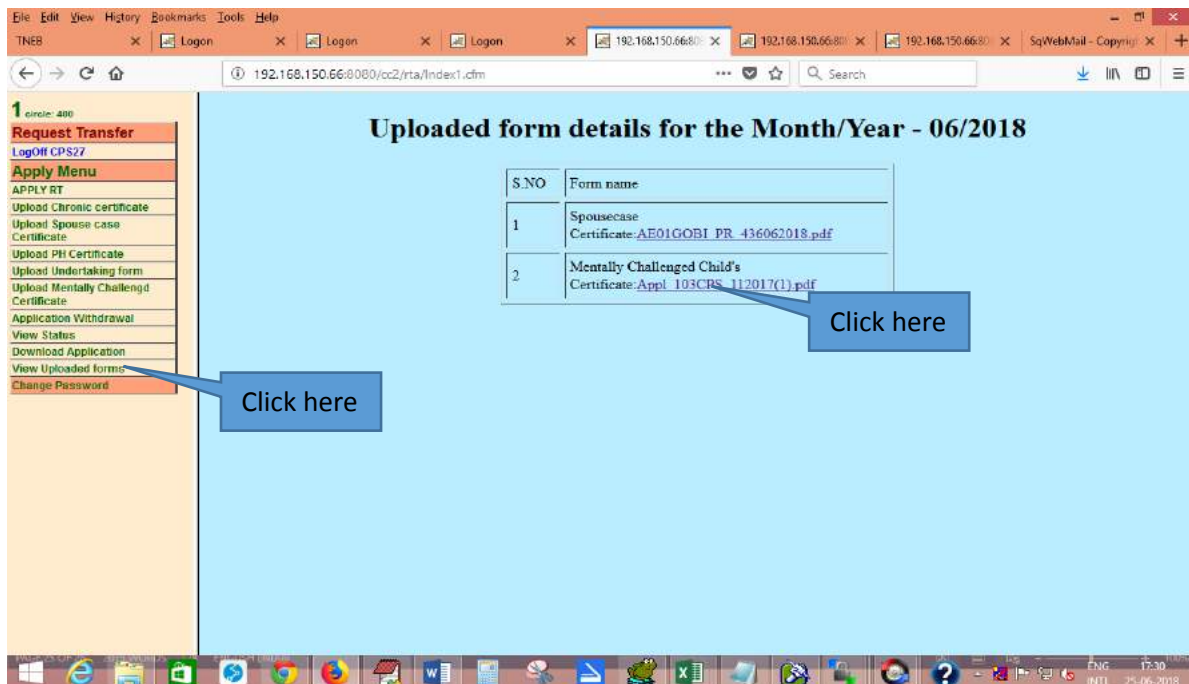 File Edit View History Bookmarks Tools Help
TNEB
Logon
Logon
Logon
192.168.150.66:80
192.168.150.66:80
192.168.150.66:80
SqWebMail - Copyrig
192.168.150.66:8080/cc2/rta/Index1.cfm
Search
1 circle: 400
Request Transfer
LogOff CPS27
Apply Menu
APPLY RT
Upload Chronic certificate
Upload Spouse case
Certificate
Upload PH Certificate
Upload Undertaking form
Upload Mentally Challengd
Certificate
Application Withdrawal
View Status
Download Application
View Uploaded forms
Change Password
Uploaded form details for the Month/Year - 06/2018
S.NO Form name
1 Spousecase
Certificate:AE01GOBI_PR_436062018.pdf
2 Mentally Challenged Child's
Certificate:Appl_103CPS_112017(1).pdf
Click here
Click here
ENG 17:30
INTL 25-06-2018